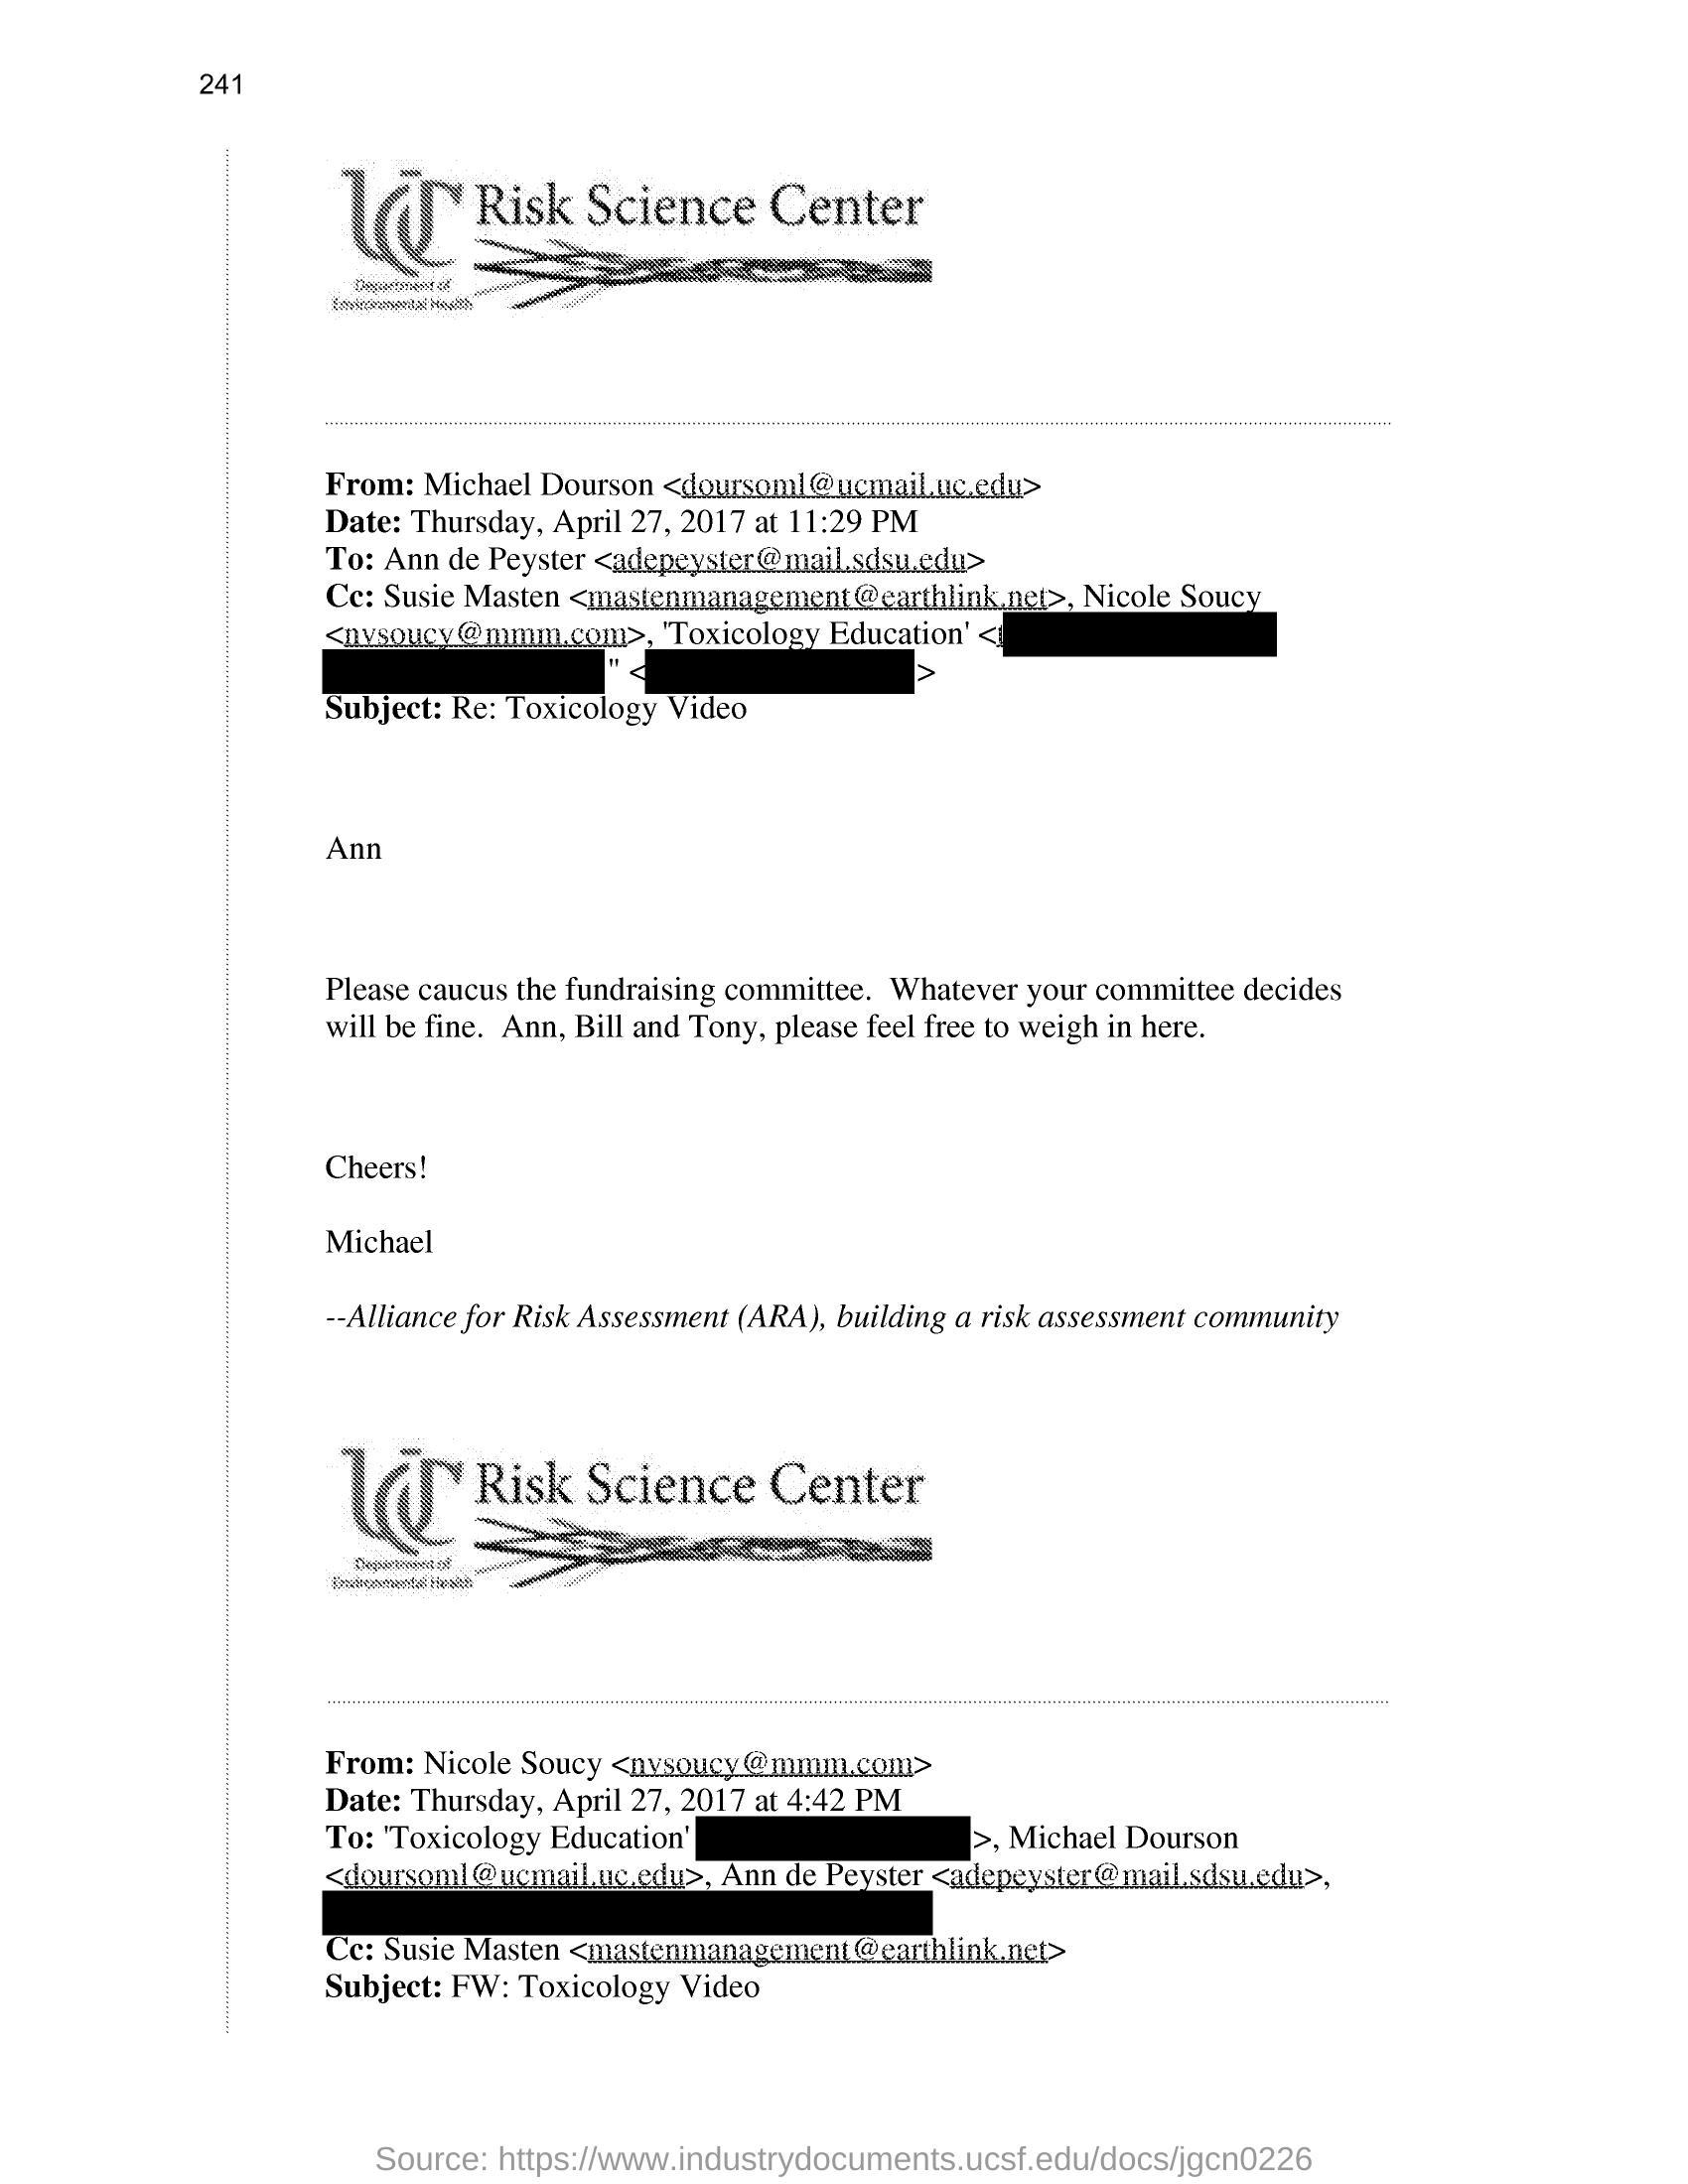 241
UC Risk Science Center
Department of
Environmental Health
From: Michael Dourson <doursoml@ucmail.uc.edu>
Date: Thursday, April 27, 2017 at 11:29 PM
To: Ann de Peyster <adepeyster@mail.sdsu.edu>
Cc: Susie Masten <mastenmanagement@earthlink.net>, Nicole Soucy
<nvsoucy@mmm.com>, 'Toxicology Education' <
" < >
Subject: Re: Toxicology Video
Ann
Please caucus the fundraising committee.  Whatever your committee decides
will be fine.  Ann, Bill and Tony, please feel free to weigh in here.
Cheers!
Michael
--Alliance for Risk Assessment (ARA), building a risk assessment community
UC Risk Science Center
Department of
Environmental Health
From: Nicole Soucy <nvsoucy@mmm.com>
Date: Thursday, April 27, 2017 at 4:42 PM
To: 'Toxicology Education' >, Michael Dourson
<doursoml@ucmail.uc.edu>, Ann de Peyster <adepeyster@mail.sdsu.edu>,
Cc: Susie Masten <mastenmanagement@earthlink.net>
Subject: FW: Toxicology Video
Source: https://www.industrydocuments.ucsf.edu/docs/jgcn0226